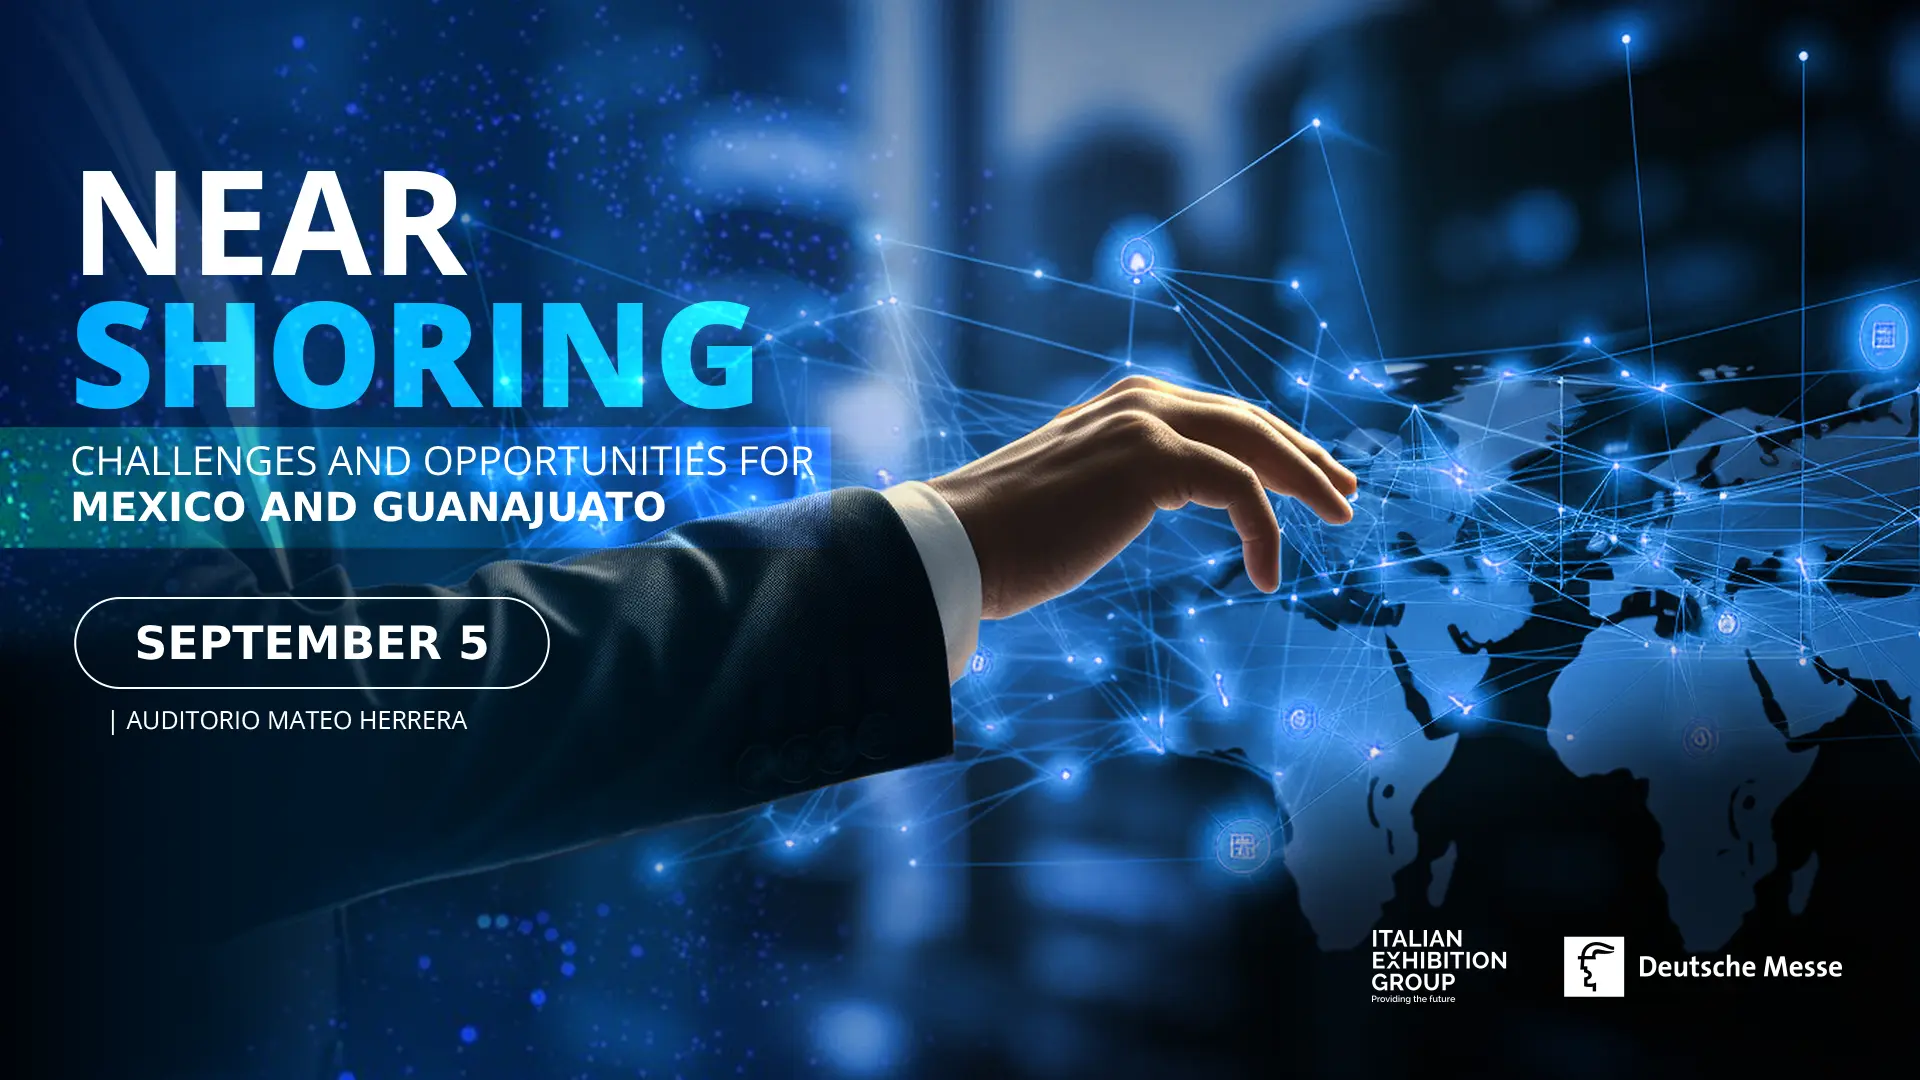 NEAR
SHORING
CHALLENGES AND OPPORTUNITIES FOR
MEXICO AND GUANAJUATO
SEPTEMBER 5
| AUDITORIO MATEO HERRERA
ITALIAN
EXHIBITION
GROUP
Providing the future
Deutsche Messe